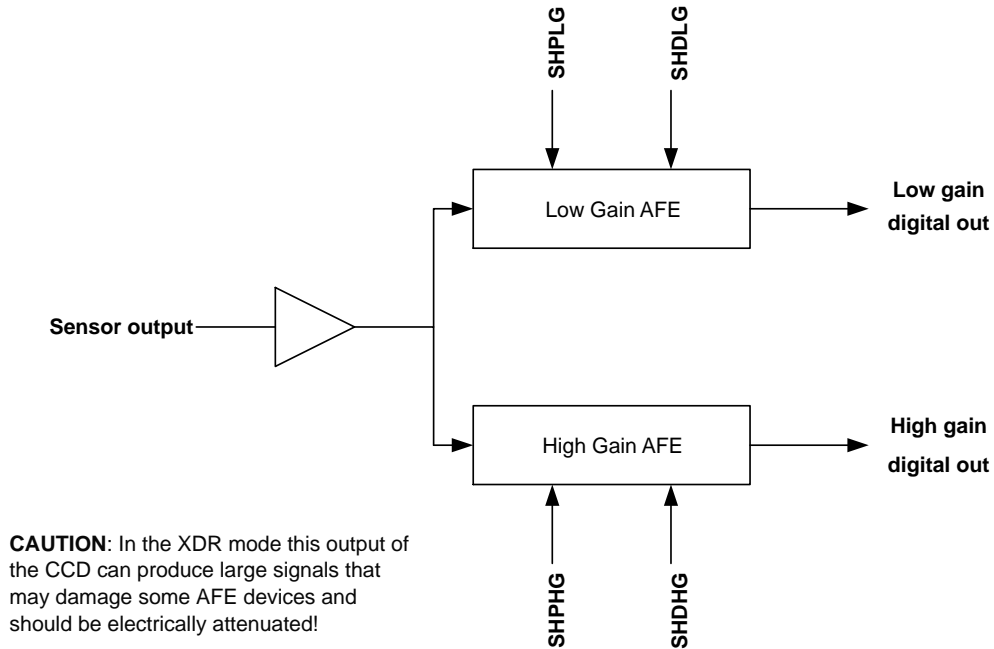 SHPLG
SHDLG
Low Gain AFE
Low gain
digital out
Sensor output
High Gain AFE
High gain
digital out
SHPHG
SHDHG
CAUTION: In the XDR mode this output of
the CCD can produce large signals that
may damage some AFE devices and
should be electrically attenuated!